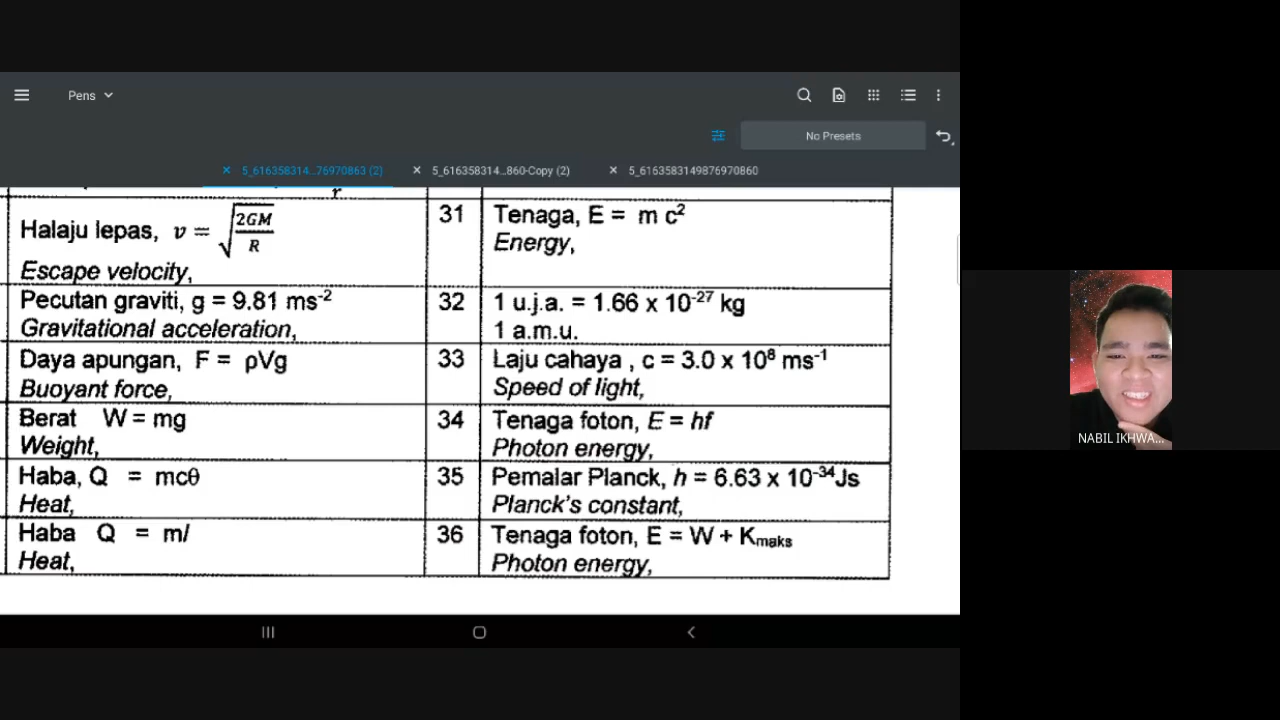 Pens
No Presets
5_616358314...76970863 (2)
5_616358314...860-Copy (2)
5_6163583149876970860
r
Halaju lepas, v = √(2GM/R)
Escape velocity,
31 Tenaga, E = m c²
Energy,
Pecutan graviti, g = 9.81 ms⁻²
Gravitational acceleration,
32 1 u.j.a. = 1.66 x 10⁻²⁷ kg
1 a.m.u.
Daya apungan, F = ρVg
Buoyant force,
33 Laju cahaya , c = 3.0 x 10⁸ ms⁻¹
Speed of light,
Berat W = mg
Weight,
34 Tenaga foton, E = hf
Photon energy,
Haba, Q = mcθ
Heat,
35 Pemalar Planck, h = 6.63 x 10⁻³⁴Js
Planck's constant,
Haba Q = ml
Heat,
36 Tenaga foton, E = W + Kmaks
Photon energy,
NABIL IKHWA...